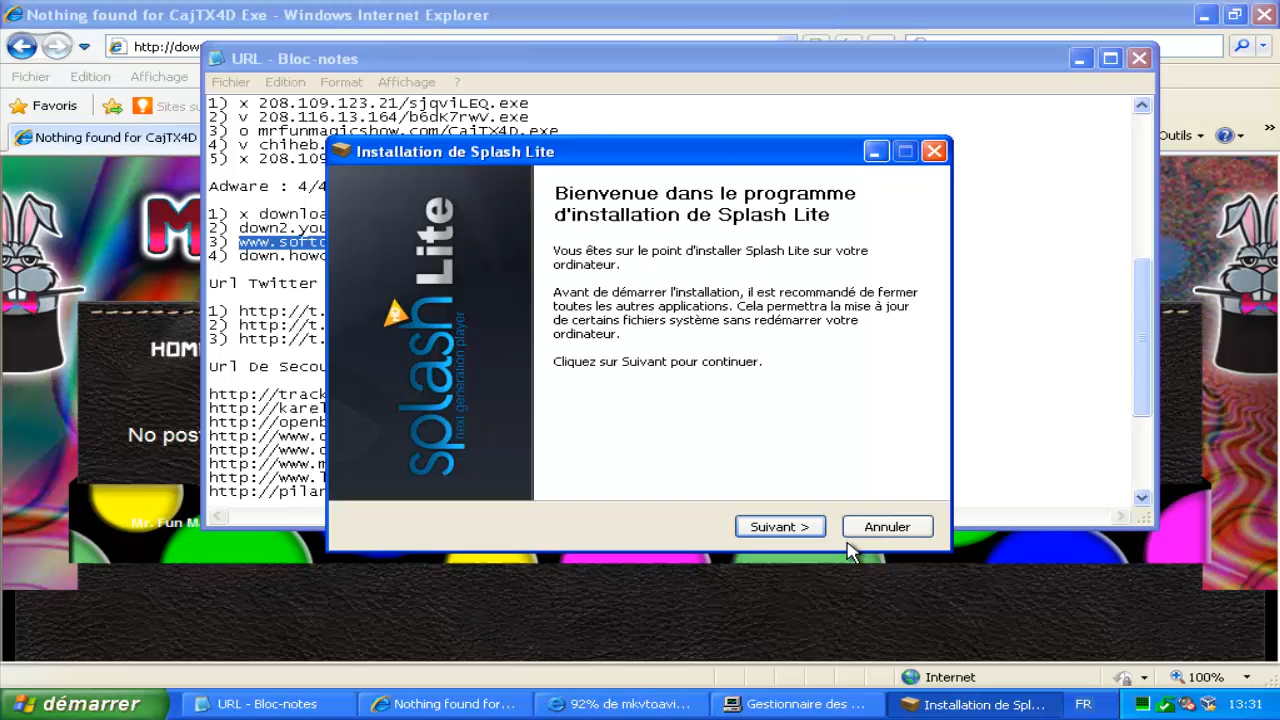 Nothing found for CajTX4D Exe - Windows Internet Explorer
http://dow
Fichier Edition Affichage
Favoris Sites su
Nothing found for CajTX4D
Outils
»
URL - Bloc-notes
Fichier Edition Format Affichage ?
1) x 208.109.123.21/sjqviLEQ.exe
2) v 208.116.13.164/b6dK7rwV.exe
3) o mrfunmagicshow.com/CajTX4D.exe
4) v chiheb.
5) x 208.109
Adware : 4/4
1) x downloa
2) down2.you
3) www.softo
4) down.howo
Url Twitter
1) http://t.
2) http://t.
3) http://t.
Url De Secou
http://track
http://karel
http://openb
http://www.
http://www.
http://www.m
http://www.
http://pilan
Installation de Splash Lite
splash Lite
next generation player
Bienvenue dans le programme
d'installation de Splash Lite
Vous êtes sur le point d'installer Splash Lite sur votre
ordinateur.
Avant de démarrer l'installation, il est recommandé de fermer
toutes les autres applications. Cela permettra la mise à jour
de certains fichiers système sans redémarrer votre
ordinateur.
Cliquez sur Suivant pour continuer.
Suivant >
Annuler
M
HOM
No pos
Mr. Fun M
Internet
100%
démarrer
URL - Bloc-notes
Nothing found for...
92% de mkvtoavi...
Gestionnaire des ...
Installation de Spl...
FR
13:31